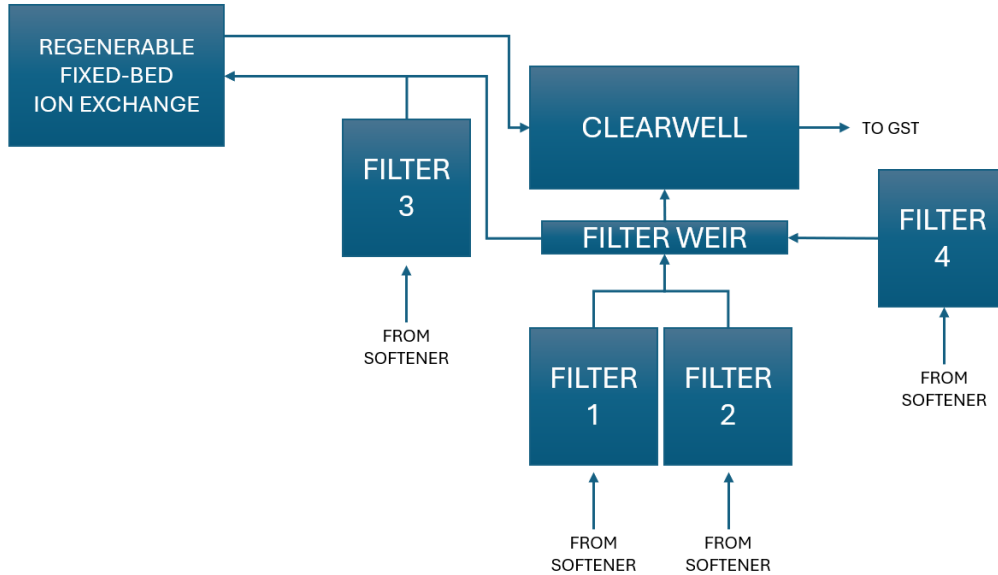 REGENERABLE
FIXED-BED
ION EXCHANGE
CLEARWELL
TO GST
FILTER
3
FILTER WEIR
FILTER
4
FROM
SOFTENER
FILTER
1
FILTER
2
FROM
SOFTENER
FROM
SOFTENER
FROM
SOFTENER